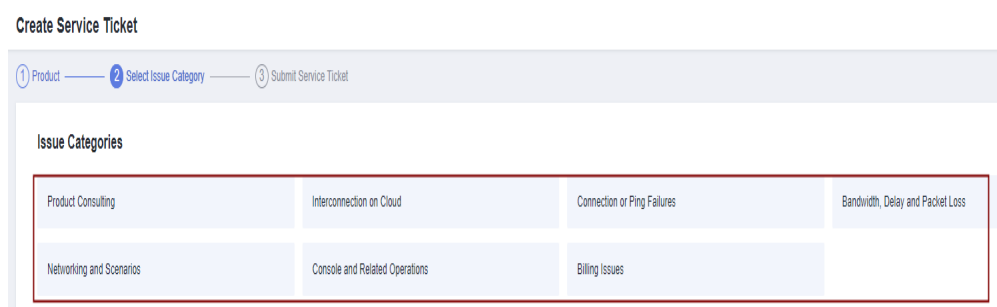 Create Service Ticket
1 Product 2 Select Issue Category 3 Submit Service Ticket
Issue Categories
Product Consulting Interconnection on Cloud Connection or Ping Failures Bandwidth, Delay and Packet Loss
Networking and Scenarios Console and Related Operations Billing Issues